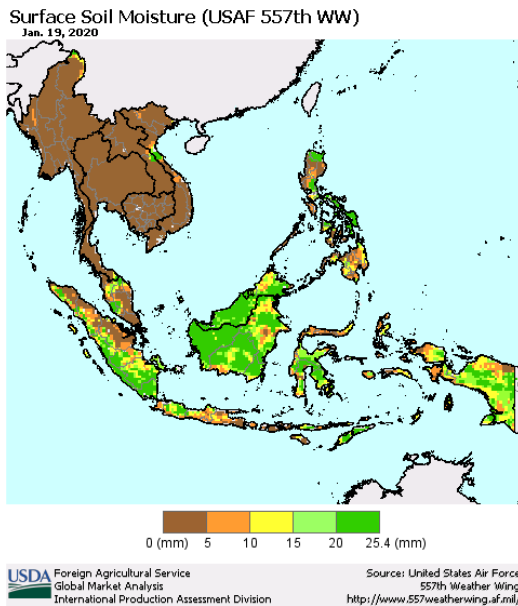 Surface Soil Moisture (USAF 557th WW)
Jan. 19, 2020
0 (mm) 5 10 15 20 25.4 (mm)
USDA Foreign Agricultural Service
Global Market Analysis
International Production Assessment Division
Source: United States Air Force
557th Weather Wing
http://www.557weatherwing.af.mil/